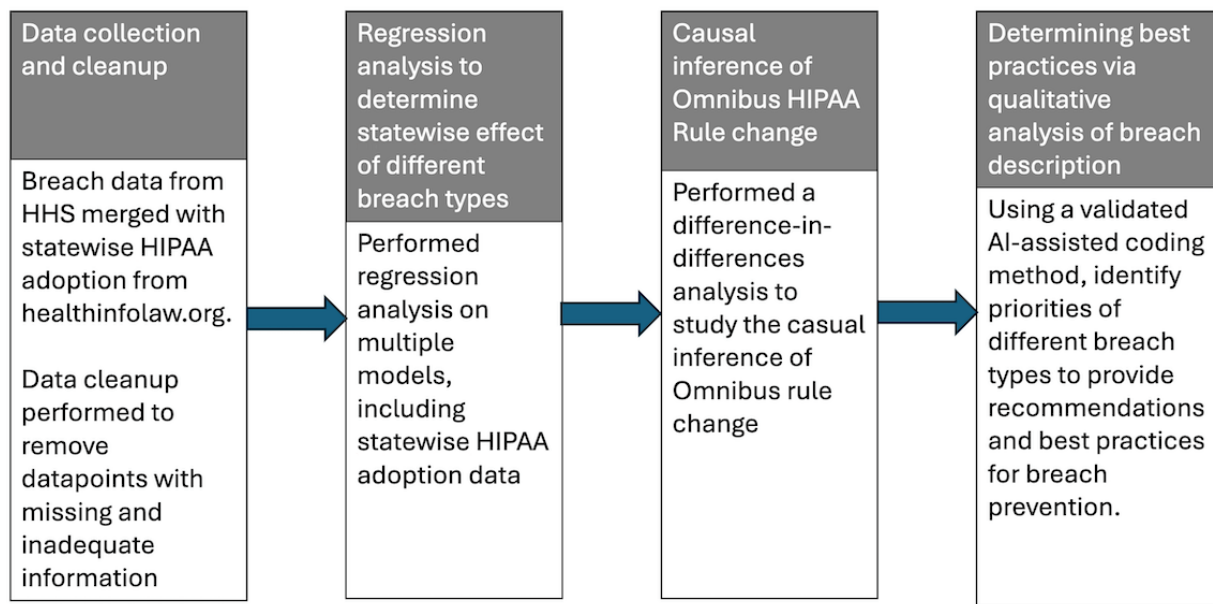 Data collection
and cleanup
Breach data from
HHS merged with
statewise HIPAA
adoption from
healthinfolaw.org.
Data cleanup
performed to
remove
datapoints with
missing and
inadequate
information
Regression
analysis to
determine
statewise effect
of different
breach types
Performed
regression
analysis on
multiple
models,
including
statewise HIPAA
adoption data
Causal
inference of
Omnibus HIPAA
Rule change
Performed a
difference-in-
differences
analysis to
study the casual
inference of
Omnibus rule
change
Determining best
practices via
qualitative
analysis of breach
description
Using a validated
AI-assisted coding
method, identify
priorities of
different breach
types to provide
recommendations
and best practices
for breach
prevention.